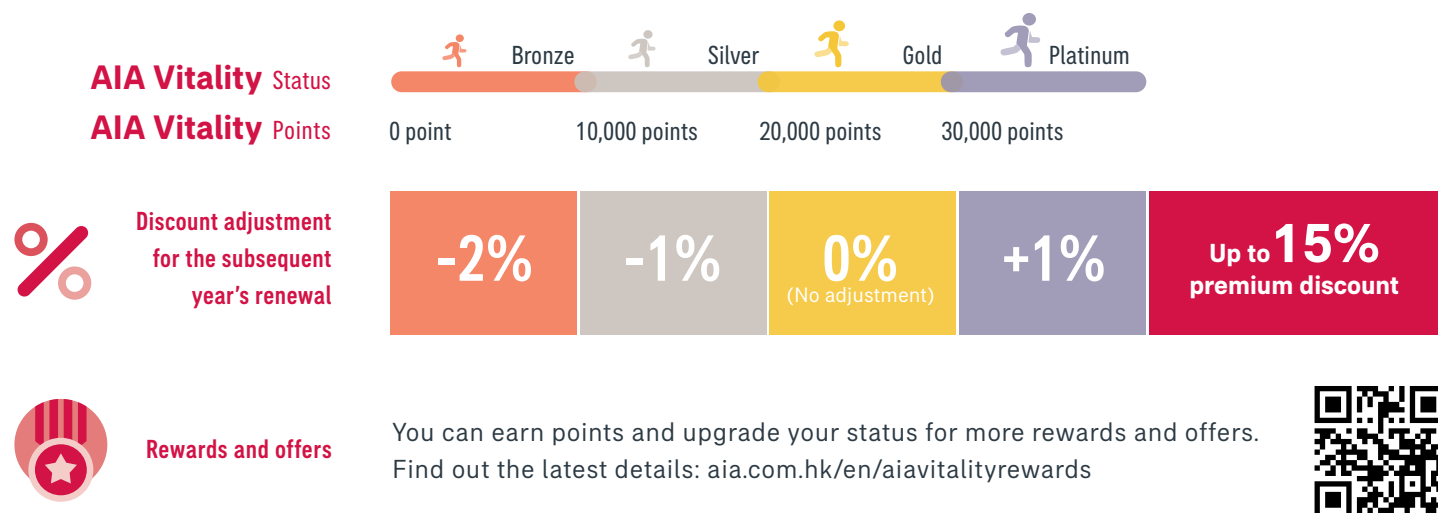 Bronze Silver Gold Platinum
AIA Vitality Status
AIA Vitality Points 0 point 10,000 points 20,000 points 30,000 points
Discount adjustment
for the subsequent
year's renewal
-2% -1% 0% +1%
(No adjustment)
Up to 15%
premium discount
Rewards and offers
You can earn points and upgrade your status for more rewards and offers.
Find out the latest details: aia.com.hk/en/aiavitalityrewards